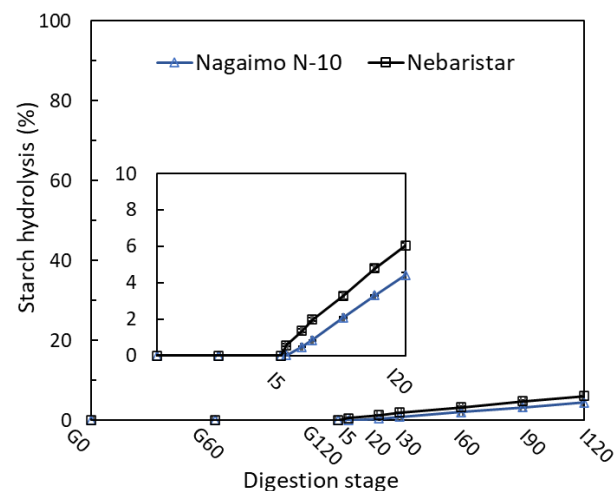 100
80
60
40
20
0
Starch hydrolysis (%)
Nagaimo N-10 Nebaristar
10
8
6
4
2
0
I5 I20
G0 G60 G120 I5 I20 I30 I60 I90 I120
Digestion stage